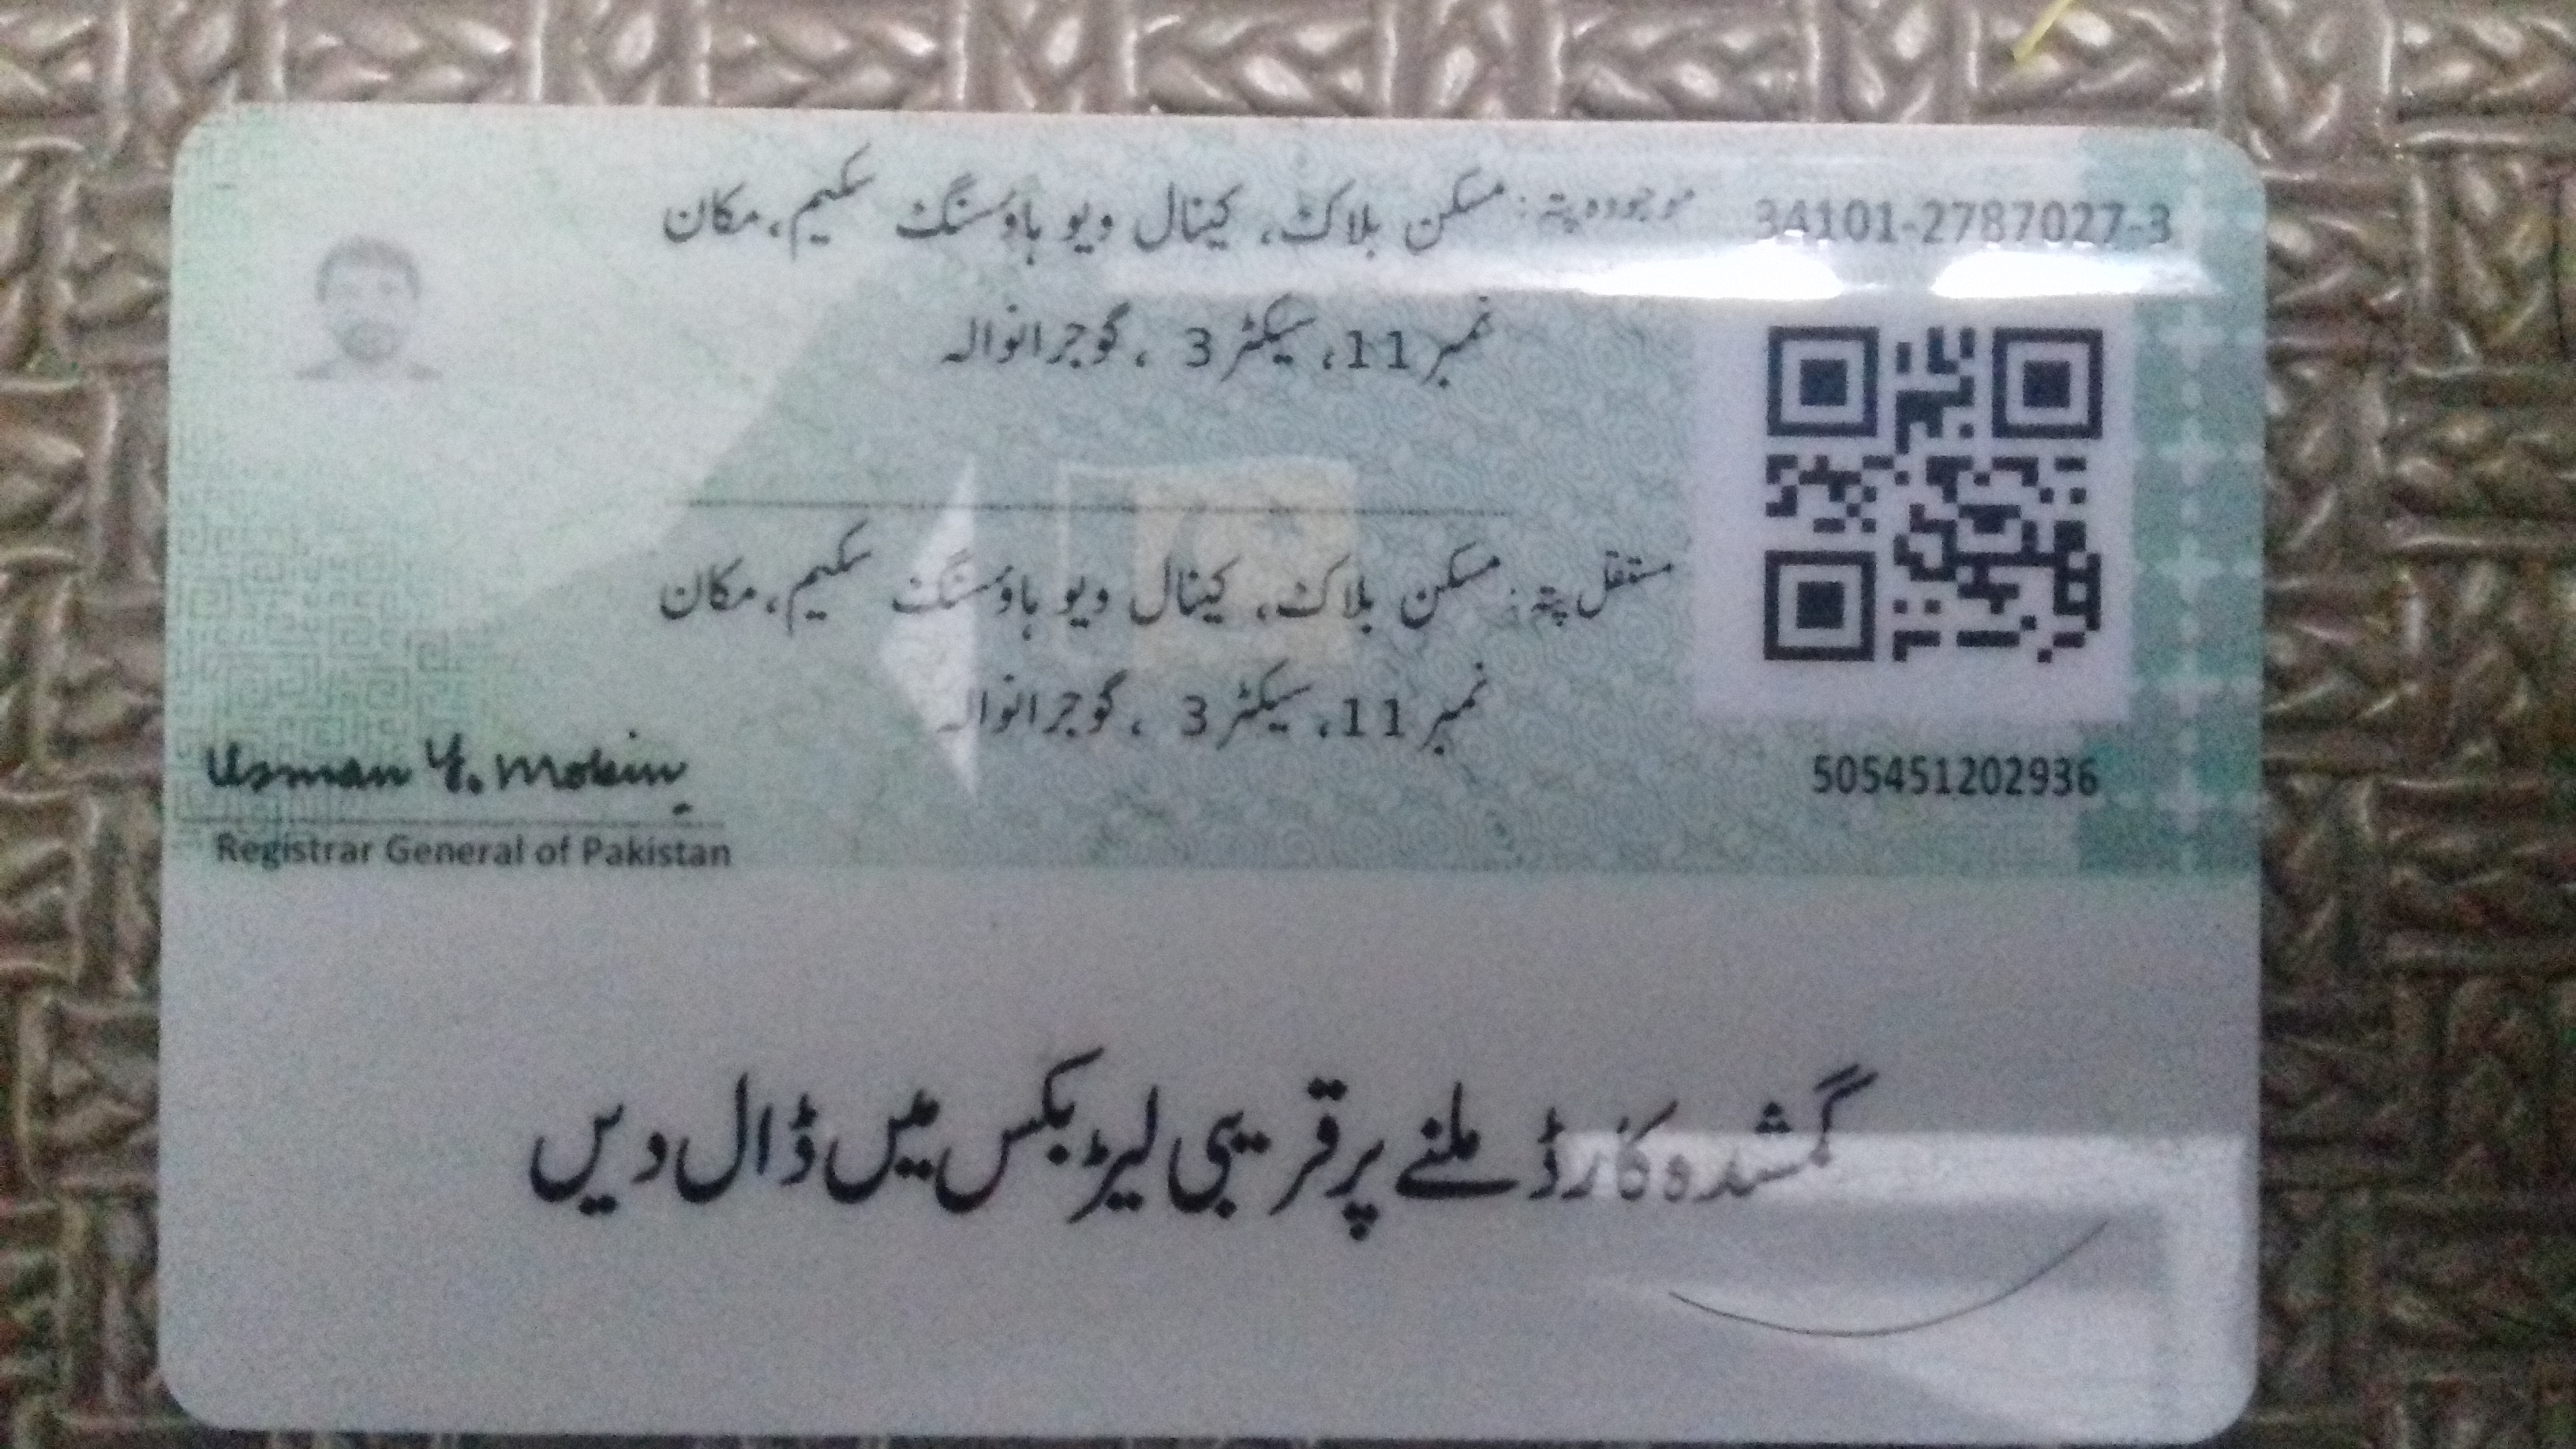 34101-2787027-3
موجودہ پتہ: مسکن بلاک، کینال ویو ہاؤسنگ سکیم، مکان
نمبر 11، سیکٹر 3 ، گوجرانوالہ
مستقل پتہ: مسکن بلاک، کینال ویو ہاؤسنگ سکیم، مکان
نمبر 11، سیکٹر 3 ، گوجرانوالہ
505451202936
Usman Y. Mobin
Registrar General of Pakistan
گمشدہ کارڈ ملنے پر قریبی لیٹر بکس میں ڈال دیں